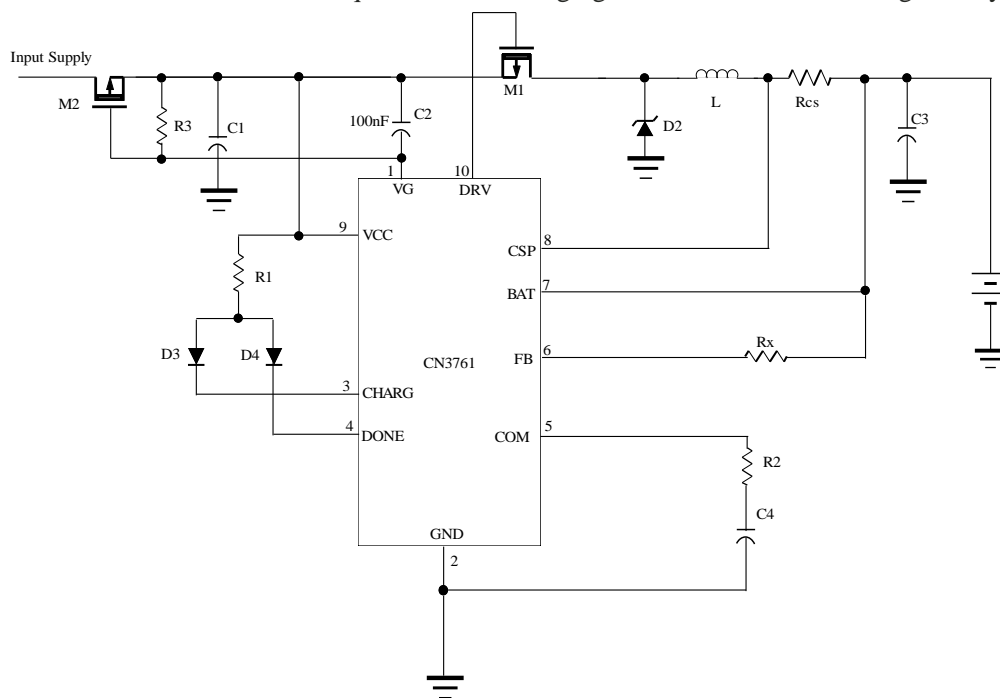 Input Supply
M2
R3
C1
100nF
C2
M1
D2
L
Rcs
C3
1
VG
10
DRV
9
VCC
CSP
8
R1
BAT
7
D3
D4
FB
6
Rx
CN3761
3
CHARG
4
DONE
COM
5
R2
C4
GND
2